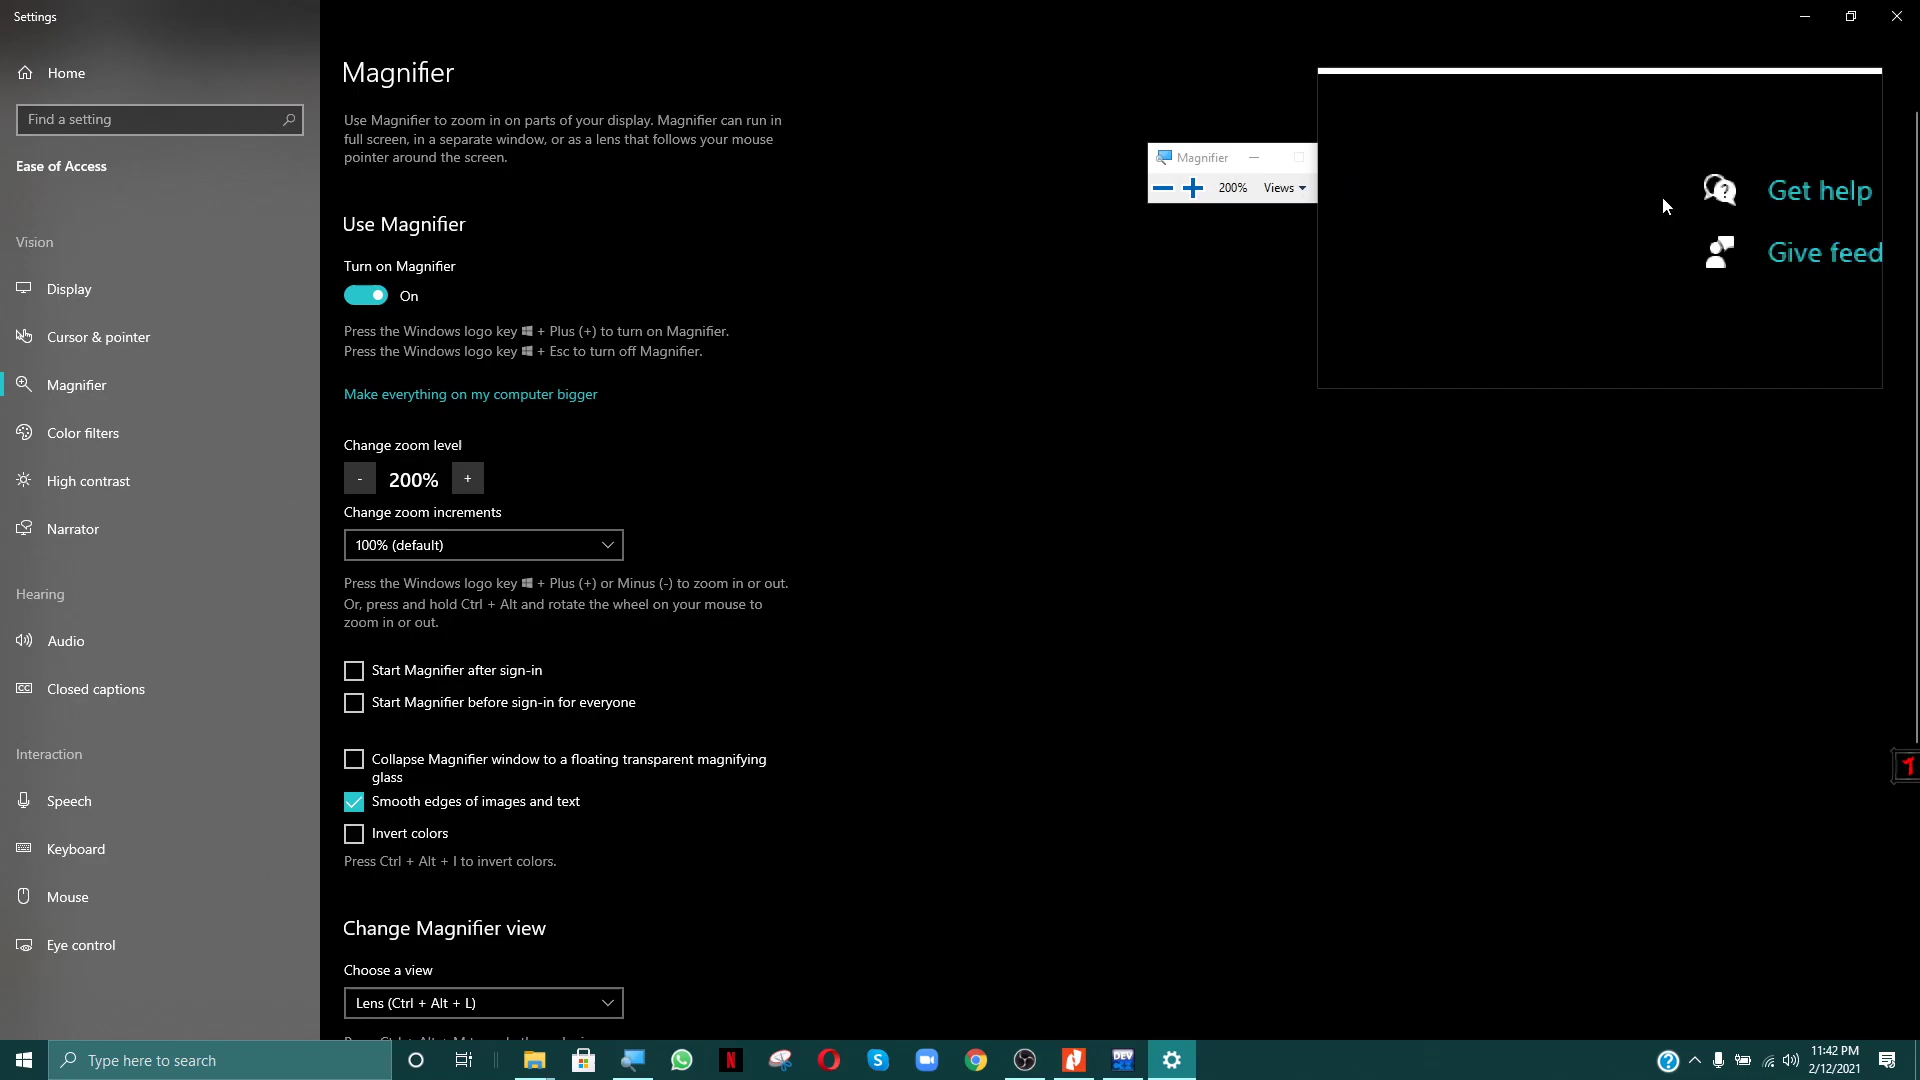 Settings
Home
Find a setting
Ease of Access
Vision
Display
Cursor & pointer
Magnifier
Color filters
High contrast
Narrator
Hearing
Audio
Closed captions
Interaction
Speech
Keyboard
Mouse
Eye control
Magnifier
Use Magnifier to zoom in on parts of your display. Magnifier can run in
full screen, in a separate window, or as a lens that follows your mouse
pointer around the screen.
Use Magnifier
Turn on Magnifier
On
Press the Windows logo key + Plus (+) to turn on Magnifier.
Press the Windows logo key + Esc to turn off Magnifier.
Make everything on my computer bigger
Change zoom level
- 200% +
Change zoom increments
100% (default)
Press the Windows logo key + Plus (+) or Minus (-) to zoom in or out.
Or, press and hold Ctrl + Alt and rotate the wheel on your mouse to
zoom in or out.
Start Magnifier after sign-in
Start Magnifier before sign-in for everyone
Collapse Magnifier window to a floating transparent magnifying
glass
Smooth edges of images and text
Invert colors
Press Ctrl + Alt + I to invert colors.
Change Magnifier view
Choose a view
Lens (Ctrl + Alt + L)
Magnifier
200% Views
Get help
Give feed
1
Type here to search
N
S
DEV
11:42 PM
2/12/2021